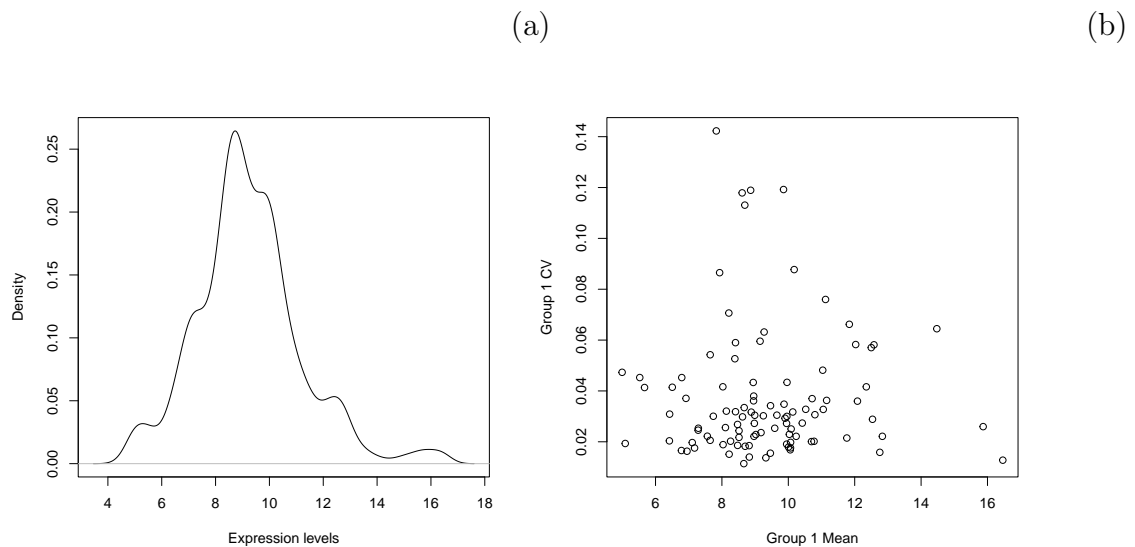 (a)
(b)
Density
0.00 0.05 0.10 0.15 0.20 0.25
4 6 8 10 12 14 16 18
Expression levels
Group 1 CV
0.02 0.04 0.06 0.08 0.10 0.12 0.14
6 8 10 12 14 16
Group 1 Mean